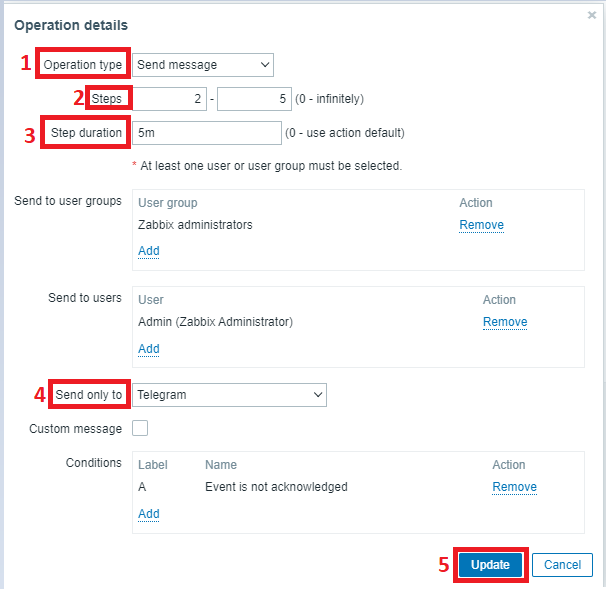 ×
Operation details
1 Operation type Send message
2 Steps 2 - 5 (0 - infinitely)
3 Step duration 5m (0 - use action default)
* At least one user or user group must be selected.
Send to user groups User group Action
Zabbix administrators Remove
Add
Send to users User Action
Admin (Zabbix Administrator) Remove
Add
4 Send only to Telegram
Custom message
Conditions Label Name Action
A Event is not acknowledged Remove
Add
5 Update Cancel